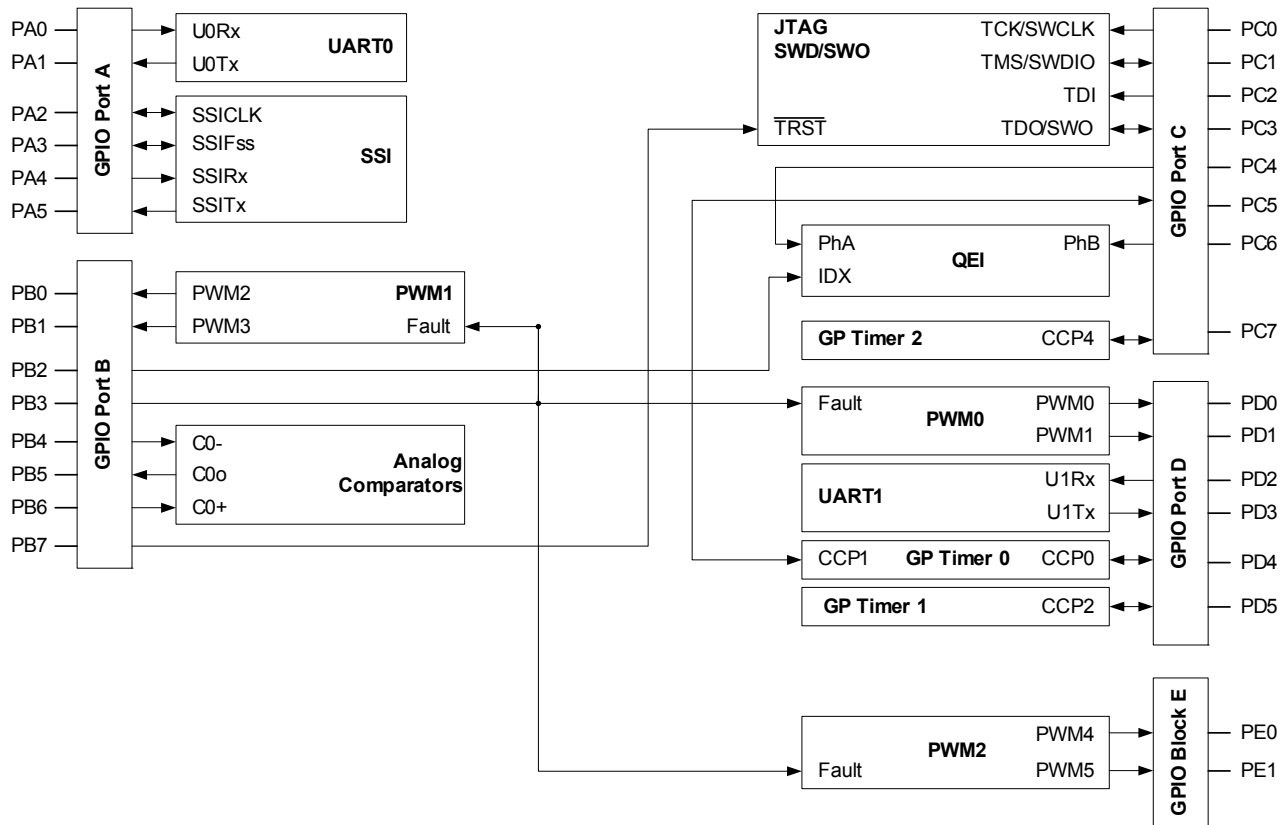 PA0
PA1
PA2
PA3
PA4
PA5
GPIO Port A
U0Rx
U0Tx
UART0
SSICLK
SSIFss
SSIRx
SSITx
SSI
PB0
PB1
PB2
PB3
PB4
PB5
PB6
PB7
GPIO Port B
PWM2
PWM3
PWM1
Fault
C0-
C0o
C0+
Analog
Comparators
JTAG
SWD/SWO
TCK/SWCLK
TMS/SWDIO
TDI
TRST
TDO/SWO
PhA
PhB
IDX
QEI
GP Timer 2
CCP4
GPIO Port C
PC0
PC1
PC2
PC3
PC4
PC5
PC6
PC7
Fault
PWM0
PWM0
PWM1
UART1
U1Rx
U1Tx
CCP1
GP Timer 0
CCP0
GP Timer 1
CCP2
GPIO Port D
PD0
PD1
PD2
PD3
PD4
PD5
PWM2
Fault
PWM4
PWM5
GPIO Block E
PE0
PE1